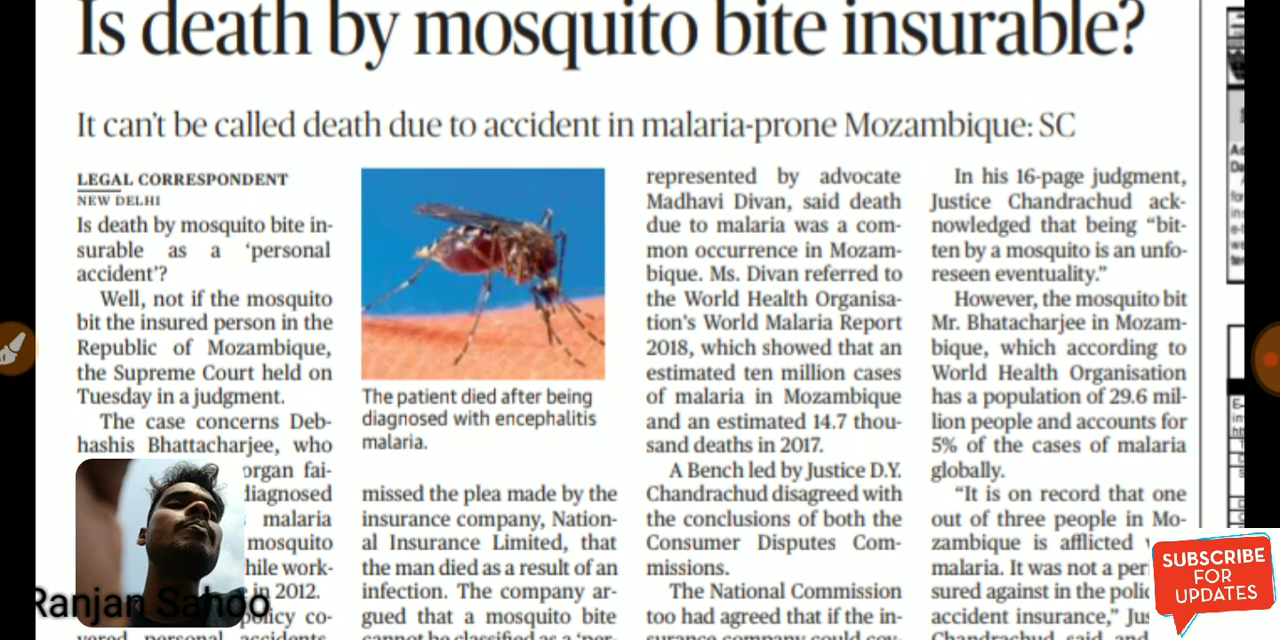 Is death by mosquito bite insurable?
It can't be called death due to accident in malaria-prone Mozambique: SC
LEGAL CORRESPONDENT
NEW DELHI
Is death by mosquito bite in-
surable as a ‘personal
accident’?
Well, not if the mosquito
bit the insured person in the
Republic of Mozambique,
the Supreme Court held on
Tuesday in a judgment.
The case concerns Deb-
hashis Bhattacharjee, who
organ fai-
diagnosed
malaria
mosquito
while work-
in 2012.
policy co-
vered personal accidents
The patient died after being
diagnosed with encephalitis
malaria.
missed the plea made by the
insurance company, Nation-
al Insurance Limited, that
the man died as a result of an
infection. The company ar-
gued that a mosquito bite
cannot be classified as a ‘per-
represented by advocate
Madhavi Divan, said death
due to malaria was a com-
mon occurrence in Mozam-
bique. Ms. Divan referred to
the World Health Organisa-
tion's World Malaria Report
2018, which showed that an
estimated ten million cases
of malaria in Mozambique
and an estimated 14.7 thou-
sand deaths in 2017.
A Bench led by Justice D.Y.
Chandrachud disagreed with
the conclusions of both the
Consumer Disputes Com-
missions.
The National Commission
too had agreed that if the in-
surance company could cov-
In his 16-page judgment,
Justice Chandrachud ack-
nowledged that being “bit-
ten by a mosquito is an unfo-
reseen eventuality.”
However, the mosquito bit
Mr. Bhatacharjee in Mozam-
bique, which according to
World Health Organisation
has a population of 29.6 mil-
lion people and accounts for
5% of the cases of malaria
globally.
“It is on record that one
out of three people in Mo-
zambique is afflicted
malaria. It was not a per
sured against in the polic
accident insurance,” Jus
Chandrachud said and
Ranjan Sahoo
SUBSCRIBE
FOR
UPDATES